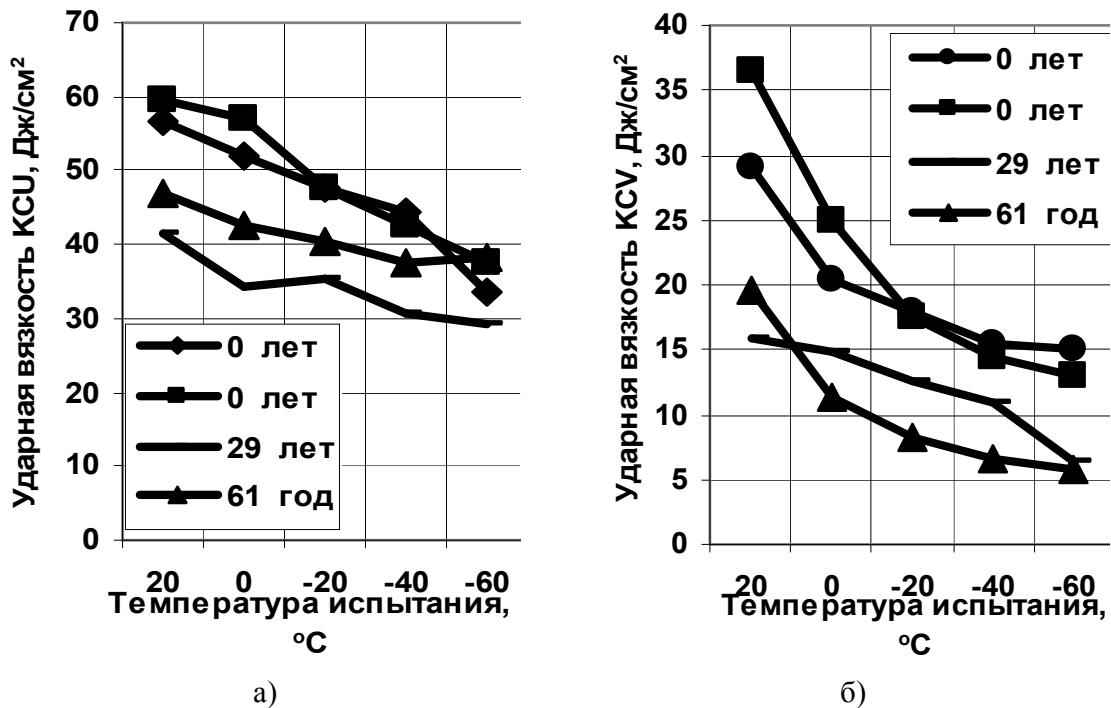 Ударная вязкость KCU, Дж/см²
70
60
50
40
30
20
10
0
0 лет
0 лет
29 лет
61 год
20 0 -20 -40 -60
Температура испытания,
°С
а)
Ударная вязкость KCV, Дж/см²
40
35
30
25
20
15
10
5
0
0 лет
0 лет
29 лет
61 год
20 0 -20 -40 -60
Температура испытания,
°С
б)